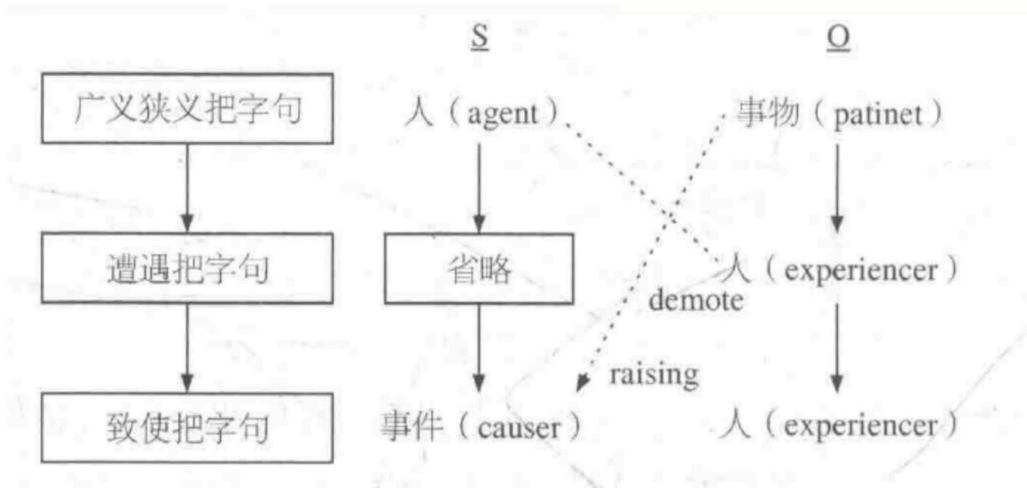 S O
广义狭义把字句 人（agent） 事物（patinet）
遭遇把字句 省略 人（experiencer）
demote
raising
致使把字句 事件（causer） 人（experiencer）